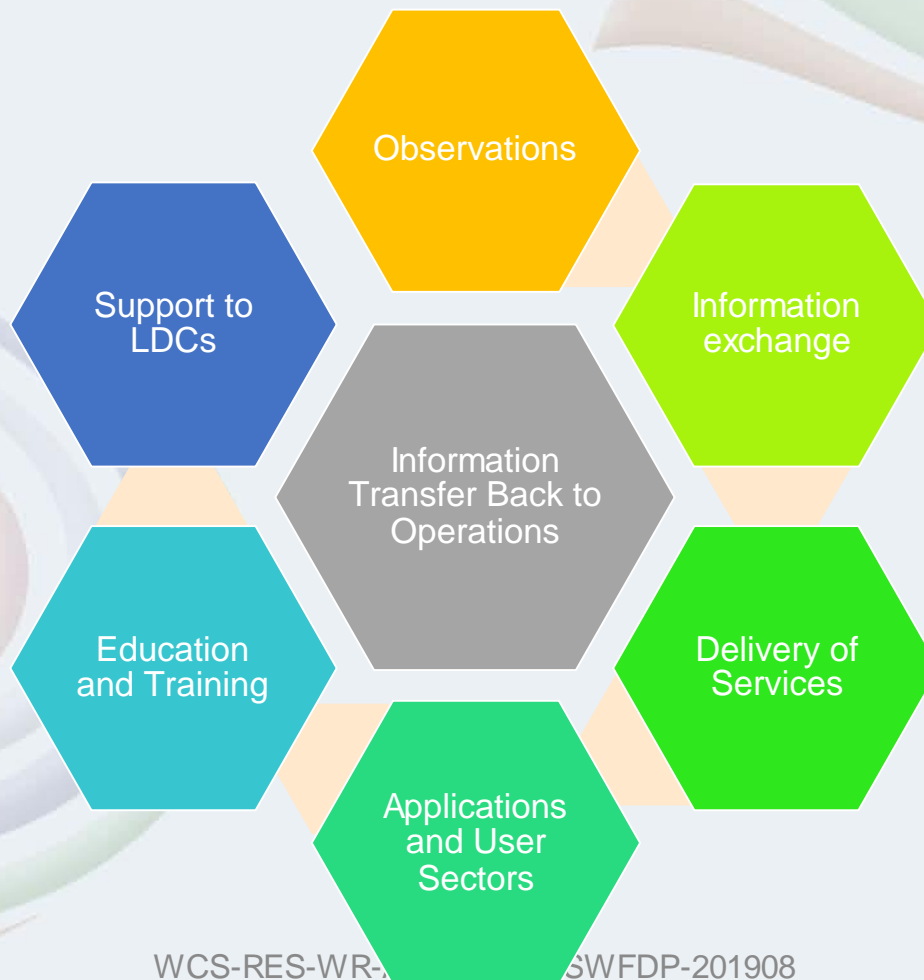 Observations
Support to
LDCs
Information
exchange
Information
Transfer Back to
Operations
Education
and Training
Delivery of
Services
Applications
and User
Sectors
WCS-RES-WR- SWFDP-201908